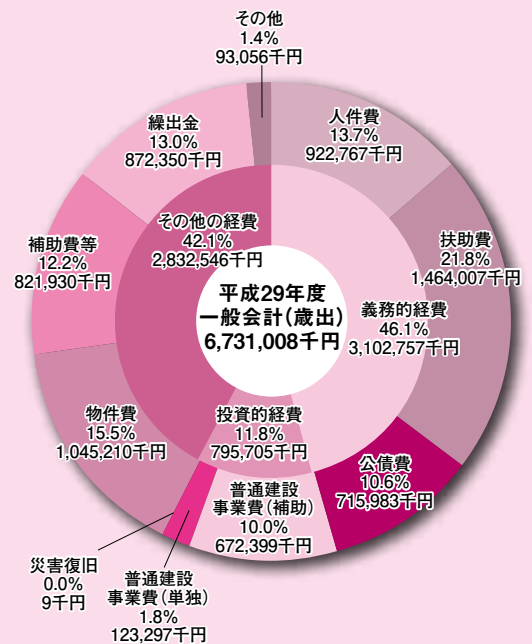 その他
1.4%
93,056千円
人件費
13.7%
922,767千円
繰出金
13.0%
872,350千円
その他の経費
42.1%
2,832,546千円
扶助費
21.8%
1,464,007千円
補助費等
12.2%
821,930千円
平成29年度
一般会計(歳出)
6,731,008千円
義務的経費
46.1%
3,102,757千円
物件費
15.5%
1,045,210千円
投資的経費
11.8%
795,705千円
公債費
10.6%
715,983千円
普通建設
事業費(補助)
10.0%
672,399千円
災害復旧
0.0%
9千円
普通建設
事業費(単独)
1.8%
123,297千円